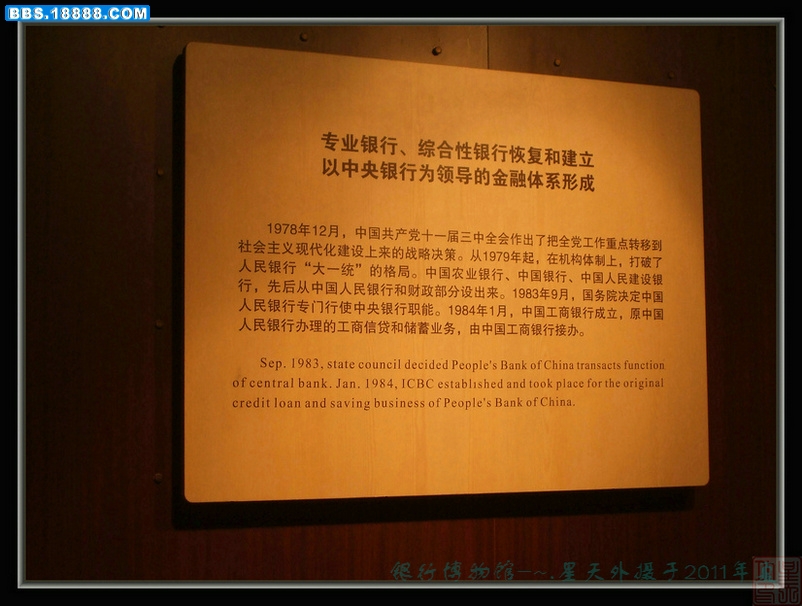 BBS.18888.COM
专业银行、综合性银行恢复和建立
以中央银行为领导的金融体系形成
1978年12月，中国共产党十一届三中全会作出了把全党工作重点转移到
社会主义现代化建设上来的战略决策。从1979年起，在机构体制上，打破了
人民银行“大一统”的格局。中国农业银行、中国银行、中国人民建设银
行，先后从中国人民银行和财政部分设出来。1983年9月，国务院决定中国
人民银行专门行使中央银行职能。1984年1月，中国工商银行成立，原中国
人民银行办理的工商信贷和储蓄业务，由中国工商银行接办。
Sep. 1983, state council decided People's Bank of China transacts function
of central bank. Jan. 1984, ICBC established and took place for the original
credit loan and saving business of People's Bank of China.
银行博物馆-~.星天外摄于2011年